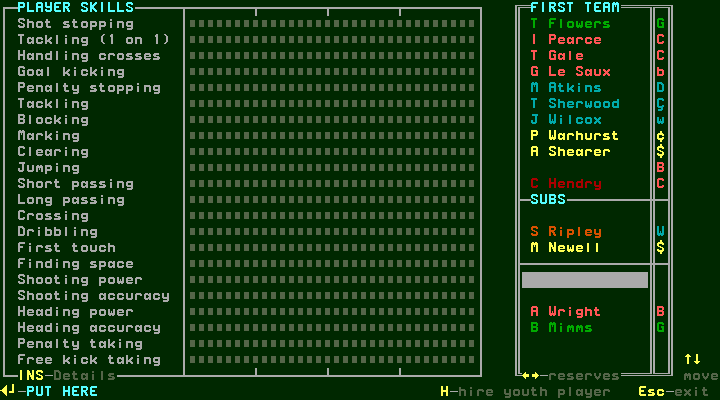 PLAYER SKILLS
Shot stopping
Tackling (1 on 1)
Handling crosses
Goal kicking
Penalty stopping
Tackling
Blocking
Marking
Clearing
Jumping
Short passing
Long passing
Crossing
Dribbling
First touch
Finding space
Shooting power
Shooting accuracy
Heading power
Heading accuracy
Penalty taking
Free kick taking
INS-Details
PUT HERE
FIRST TEAM
T Flowers G
I Pearce C
T Gale C
G Le Saux b
M Atkins D
T Sherwood Ç
J Wilcox w
P Warhurst ¢
A Shearer $
B
C Hendry C
SUBS
S Ripley W
M Newell $
A Wright B
B Mimms G
↔reserves
↑↓
move
H-hire youth player
Esc-exit